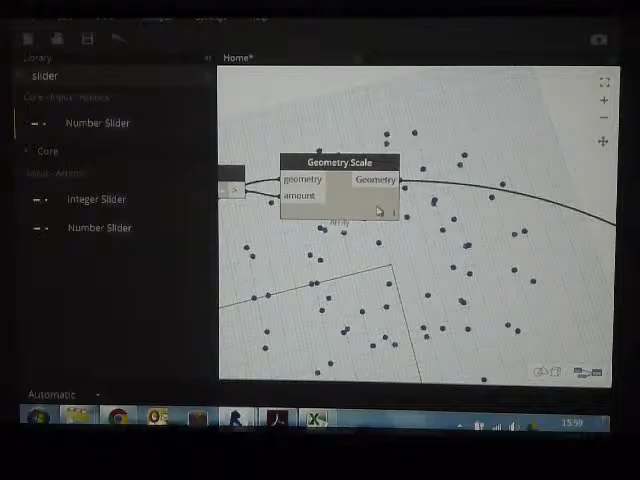 Library
Home*
slider
Number Slider
Core
Geometry.Scale
>
geometry
Geometry
amount
Integer Slider
Number Slider
Automatic
15:59